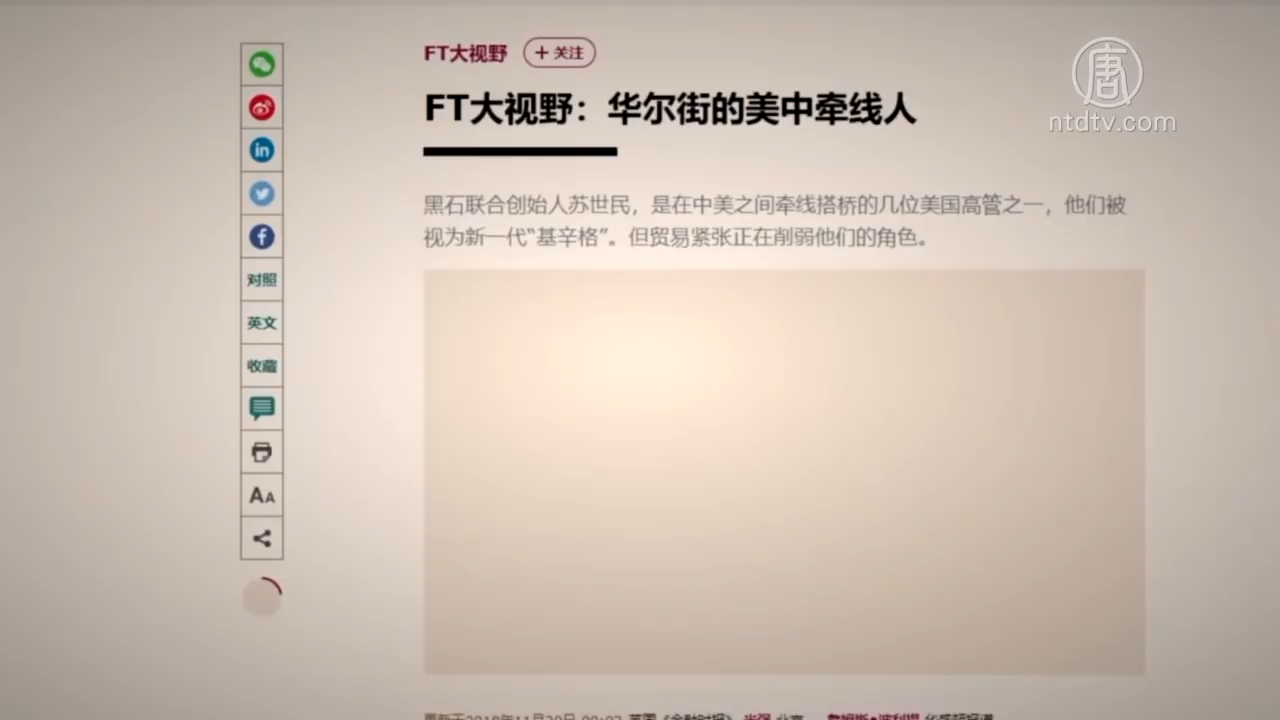 FT大视野 + 关注
唐
ntdtv.com
FT大视野：华尔街的美中牵线人
黑石联合创始人苏世民，是在中美之间牵线搭桥的几位美国高管之一，他们被
视为新一代“基辛格”。但贸易紧张正在削弱他们的角色。
in
f
对照
英文
收藏
AA